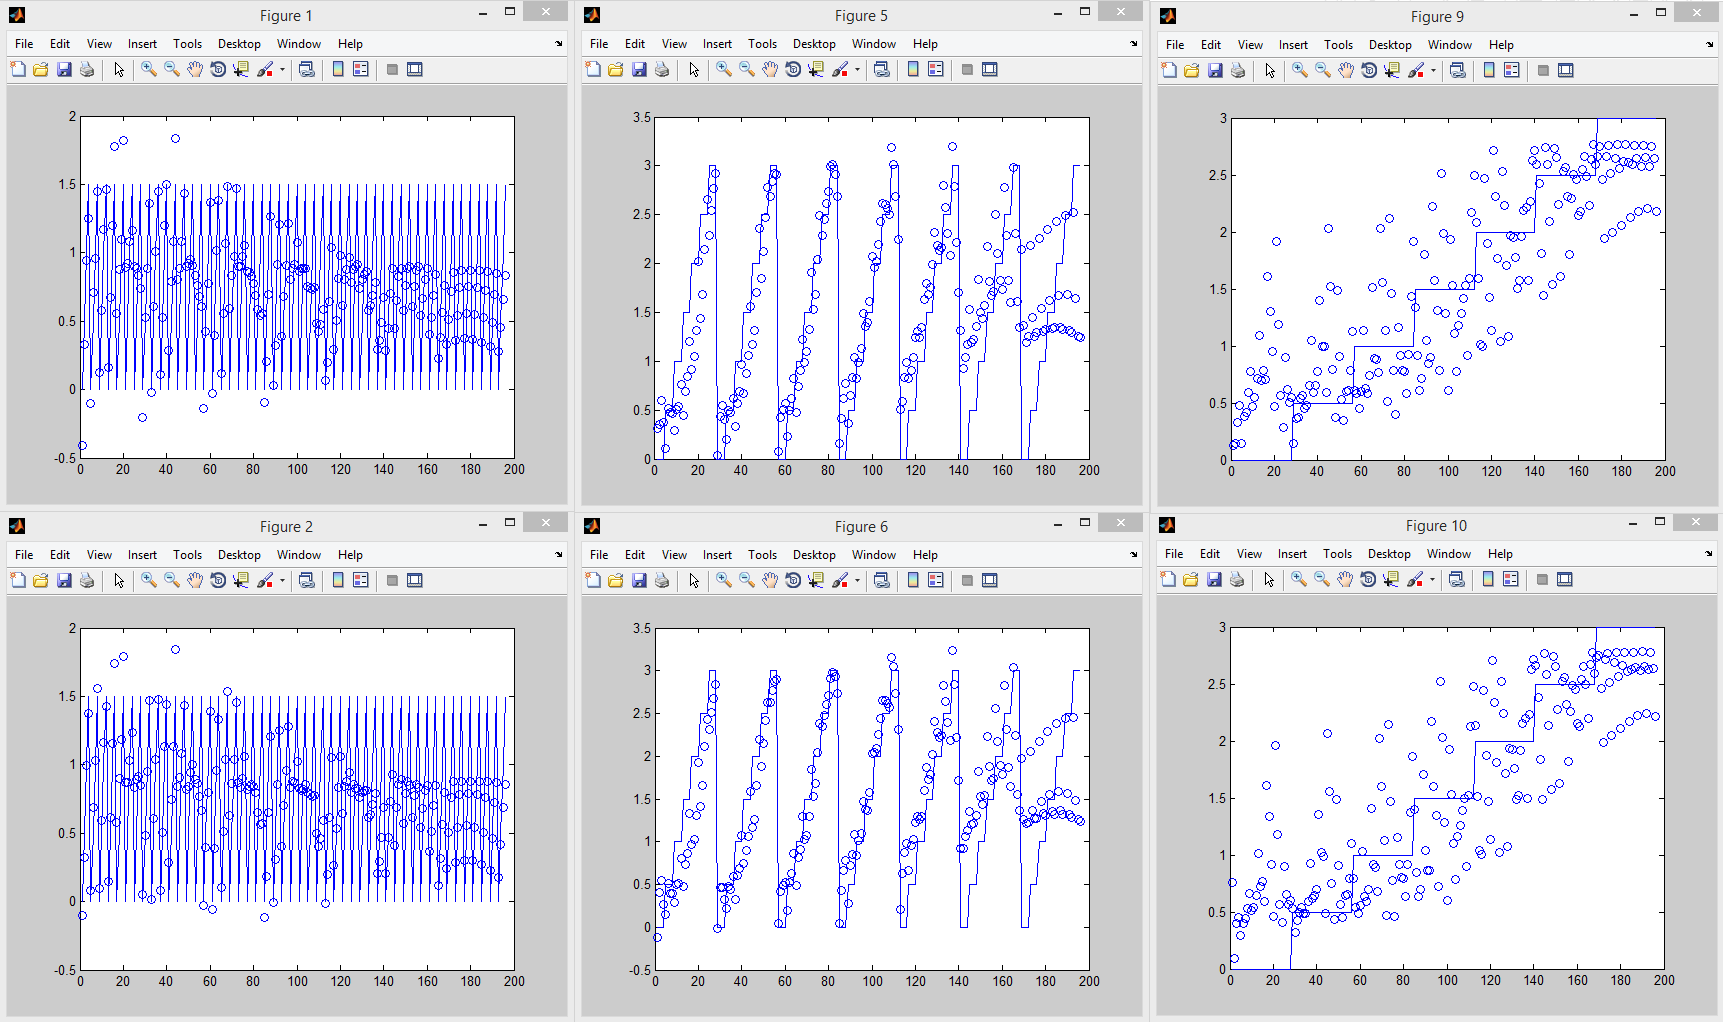 Figure 1
File Edit View Insert Tools Desktop Window Help
2
1.5
1
0.5
0
-0.5
0 20 40 60 80 100 120 140 160 180 200
Figure 5
File Edit View Insert Tools Desktop Window Help
3.5
3
2.5
2
1.5
1
0.5
0
0 20 40 60 80 100 120 140 160 180 200
Figure 9
File Edit View Insert Tools Desktop Window Help
3
2.5
2
1.5
1
0.5
0
0 20 40 60 80 100 120 140 160 180 200
Figure 2
File Edit View Insert Tools Desktop Window Help
2
1.5
1
0.5
0
-0.5
0 20 40 60 80 100 120 140 160 180 200
Figure 6
File Edit View Insert Tools Desktop Window Help
3.5
3
2.5
2
1.5
1
0.5
0
-0.5
0 20 40 60 80 100 120 140 160 180 200
Figure 10
File Edit View Insert Tools Desktop Window Help
3
2.5
2
1.5
1
0.5
0
0 20 40 60 80 100 120 140 160 180 200